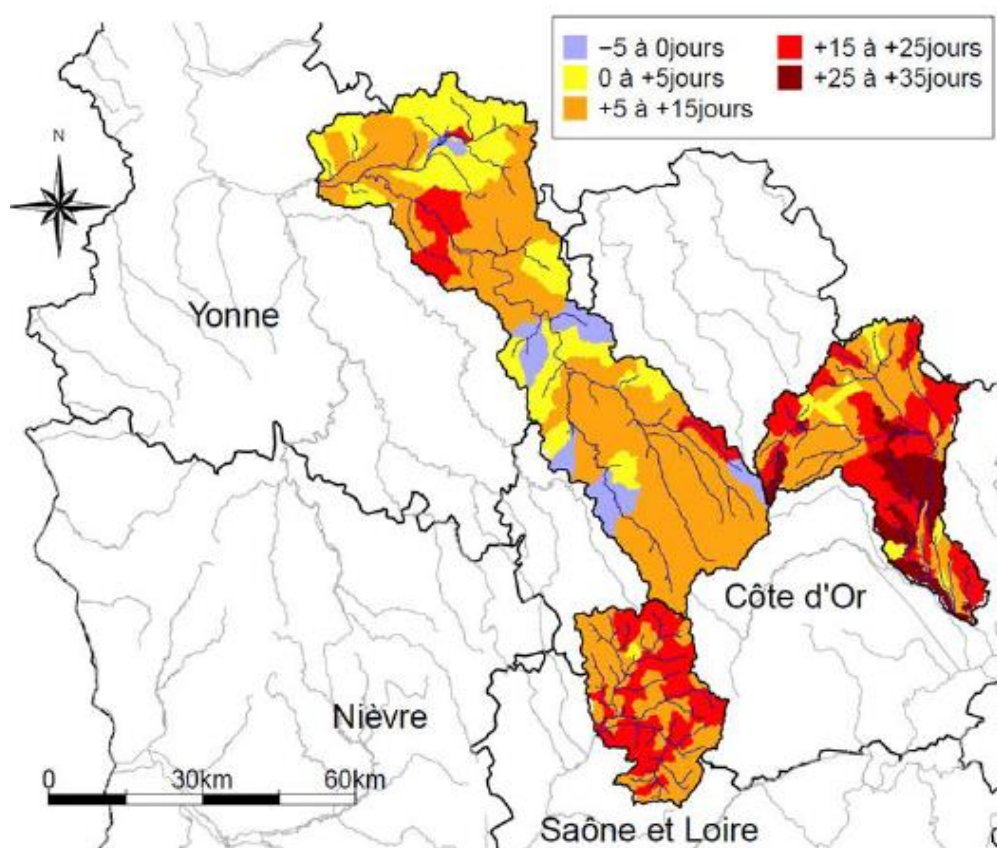 −5 à 0jours
0 à +5jours
+5 à +15jours
+15 à +25jours
+25 à +35jours
N
Yonne
Côte d'Or
Nièvre
0 30km 60km
Saône et Loire